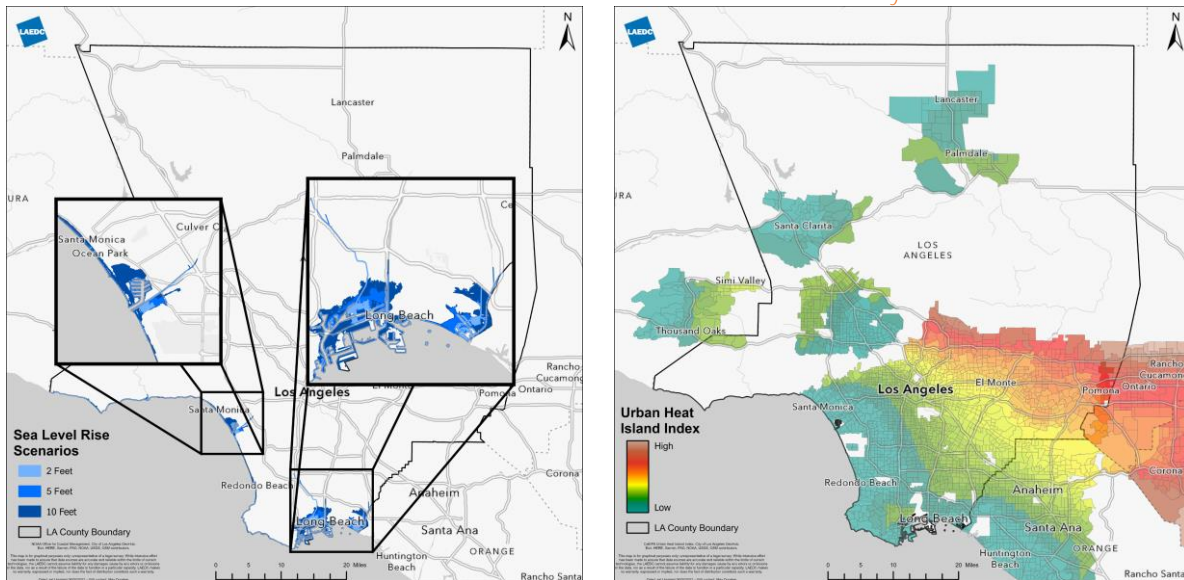 LAEDC
N
Lancaster
Palmdale
URA
Santa Monica
Ocean Park
Culver C
Ce
Long Beach
Los Angeles
El Monte
Pomona
Ontario
Rancho
Cucamong
Santa Monica
Redondo Beach
Long Beach
Anaheim
Santa Ana
Corona
Huntington
Beach
ORANGE
Rancho Santa
Sea Level Rise
Scenarios
2 Feet
5 Feet
10 Feet
LA County Boundary
0 5 10 20 Miles
LAEDC
N
Lancaster
Palmdale
URA
Santa Clarita
LOS
ANGELES
Simi Valley
Thousand Oaks
Los Angeles
El Monte
Pomona
Ontario
Rancho
Cucamong
Santa Monica
Redondo Beach
Long Beach
Anaheim
Santa Ana
Corona
Huntington
Beach
ORANGE
Rancho Santa
Urban Heat
Island Index
High
Low
LA County Boundary
0 5 10 20 Miles